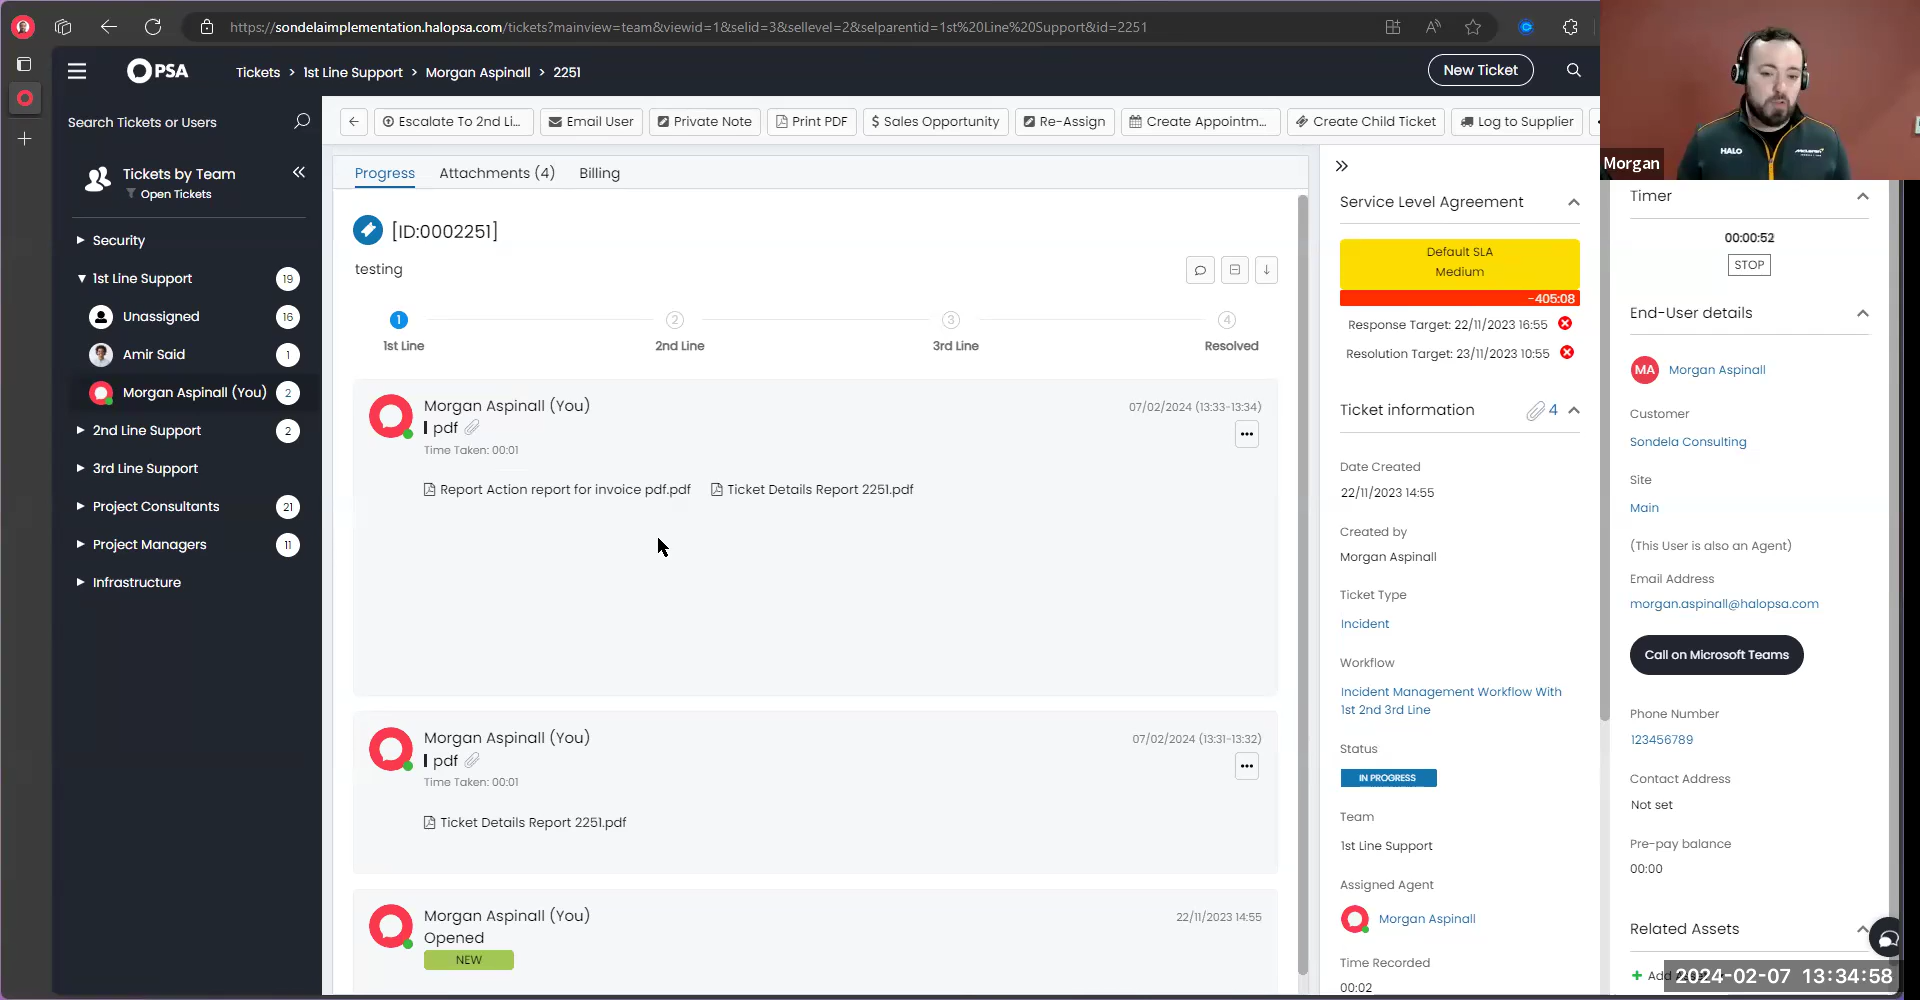 https://sondelaimplementation.halopsa.com/tickets?mainview=team&viewid=1&selid=3&sellevel=2&selparentid=1st%20Line%20Support&id=2251
PSA
Tickets > 1st Line Support > Morgan Aspinall > 2251
New Ticket
Search Tickets or Users
Tickets by Team
Open Tickets
Security
1st Line Support 19
Unassigned 16
Amir Said 1
Morgan Aspinall (You) 2
2nd Line Support 2
3rd Line Support
Project Consultants 21
Project Managers 11
Infrastructure
Escalate To 2nd Li... Email User Private Note Print PDF $ Sales Opportunity Re-Assign Create Appointm... Create Child Ticket Log to Supplier
Progress Attachments (4) Billing
[ID:0002251]
testing
1 2 3 4
1st Line 2nd Line 3rd Line Resolved
Morgan Aspinall (You) 07/02/2024 (13:33-13:34)
pdf
Time Taken: 00:01
Report Action report for invoice pdf.pdf Ticket Details Report 2251.pdf
Morgan Aspinall (You) 07/02/2024 (13:31-13:32)
pdf
Time Taken: 00:01
Ticket Details Report 2251.pdf
Morgan Aspinall (You) 22/11/2023 14:55
Opened
NEW
Service Level Agreement
Default SLA
Medium
-405:08
Response Target: 22/11/2023 16:55
Resolution Target: 23/11/2023 10:55
Ticket information 4
Date Created
22/11/2023 14:55
Created by
Morgan Aspinall
Ticket Type
Incident
Workflow
Incident Management Workflow With
1st 2nd 3rd Line
Status
IN PROGRESS
Team
1st Line Support
Assigned Agent
Morgan Aspinall
Time Recorded
00:02
HALO
Morgan
Timer
00:00:52
STOP
End-User details
MA Morgan Aspinall
Customer
Sondela Consulting
Site
Main
(This User is also an Agent)
Email Address
morgan.aspinall@halopsa.com
Call on Microsoft Teams
Phone Number
123456789
Contact Address
Not set
Pre-pay balance
00:00
Related Assets
+ Add
2024-02-07 13:34:58